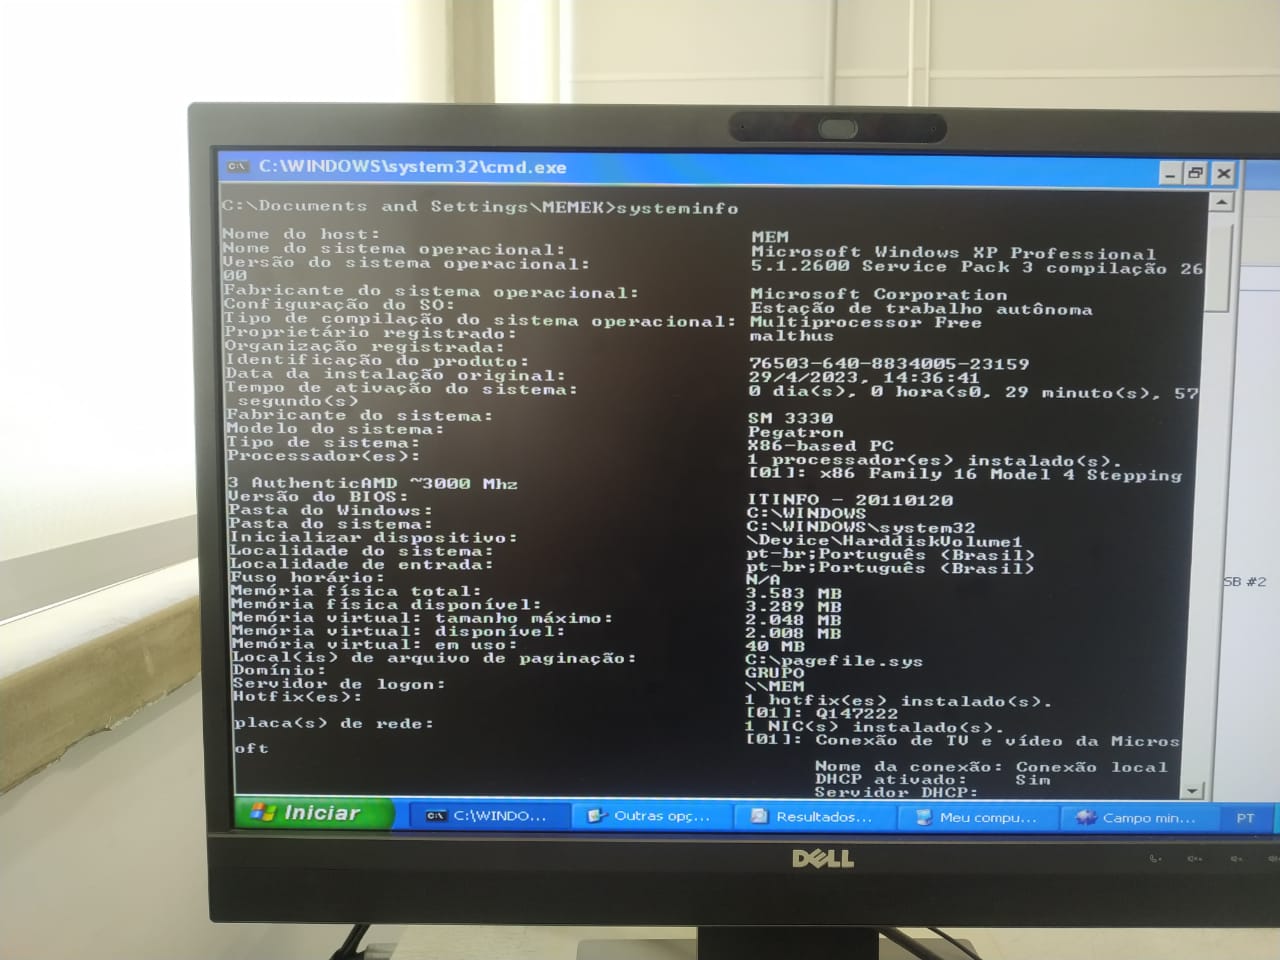 C:\WINDOWS\system32\cmd.exe
C:\Documents and Settings\MEMEK>systeminfo
Nome do host: MEM
Nome do sistema operacional: Microsoft Windows XP Professional
Versão do sistema operacional: 5.1.2600 Service Pack 3 compilação 26
00
Fabricante do sistema operacional: Microsoft Corporation
Configuração do SO: Estação de trabalho autônoma
Tipo de compilação do sistema operacional: Multiprocessor Free
Proprietário registrado: malthus
Organização registrada:
Identificação do produto: 76503-640-8834005-23159
Data da instalação original: 29/4/2023, 14:36:41
Tempo de ativação do sistema: 0 dia(s), 0 hora(s0, 29 minuto(s), 57
segundo(s)
Fabricante do sistema: SM 3330
Modelo do sistema: Pegatron
Tipo de sistema: X86-based PC
Processador(es): 1 processador(es) instalado(s).
[01]: x86 Family 16 Model 4 Stepping
3 AuthenticAMD ~3000 Mhz
Versão do BIOS: ITINFO - 20110120
Pasta do Windows: C:\WINDOWS
Pasta do sistema: C:\WINDOWS\system32
Inicializar dispositivo: \Device\HarddiskVolume1
Localidade do sistema: pt-br;Português (Brasil)
Localidade de entrada: pt-br;Português (Brasil)
Fuso horário: N/A
Memória física total: 3.583 MB
Memória física disponível: 3.289 MB
Memória virtual: tamanho máximo: 2.048 MB
Memória virtual: disponível: 2.008 MB
Memória virtual: em uso: 40 MB
Local(is) de arquivo de paginação: C:\pagefile.sys
Domínio: GRUPO
Servidor de logon: \\MEM
Hotfix(es): 1 hotfix(es) instalado(s).
[01]: Q147222
placa(s) de rede: 1 NIC(s) instalado(s).
[01]: Conexão de TV e vídeo da Micros
oft
Nome da conexão: Conexão local
DHCP ativado: Sim
Servidor DHCP:
SB #2
Iniciar
C:\WINDO...
Outras opç...
Resultados...
Meu compu...
Campo min...
PT
DELL